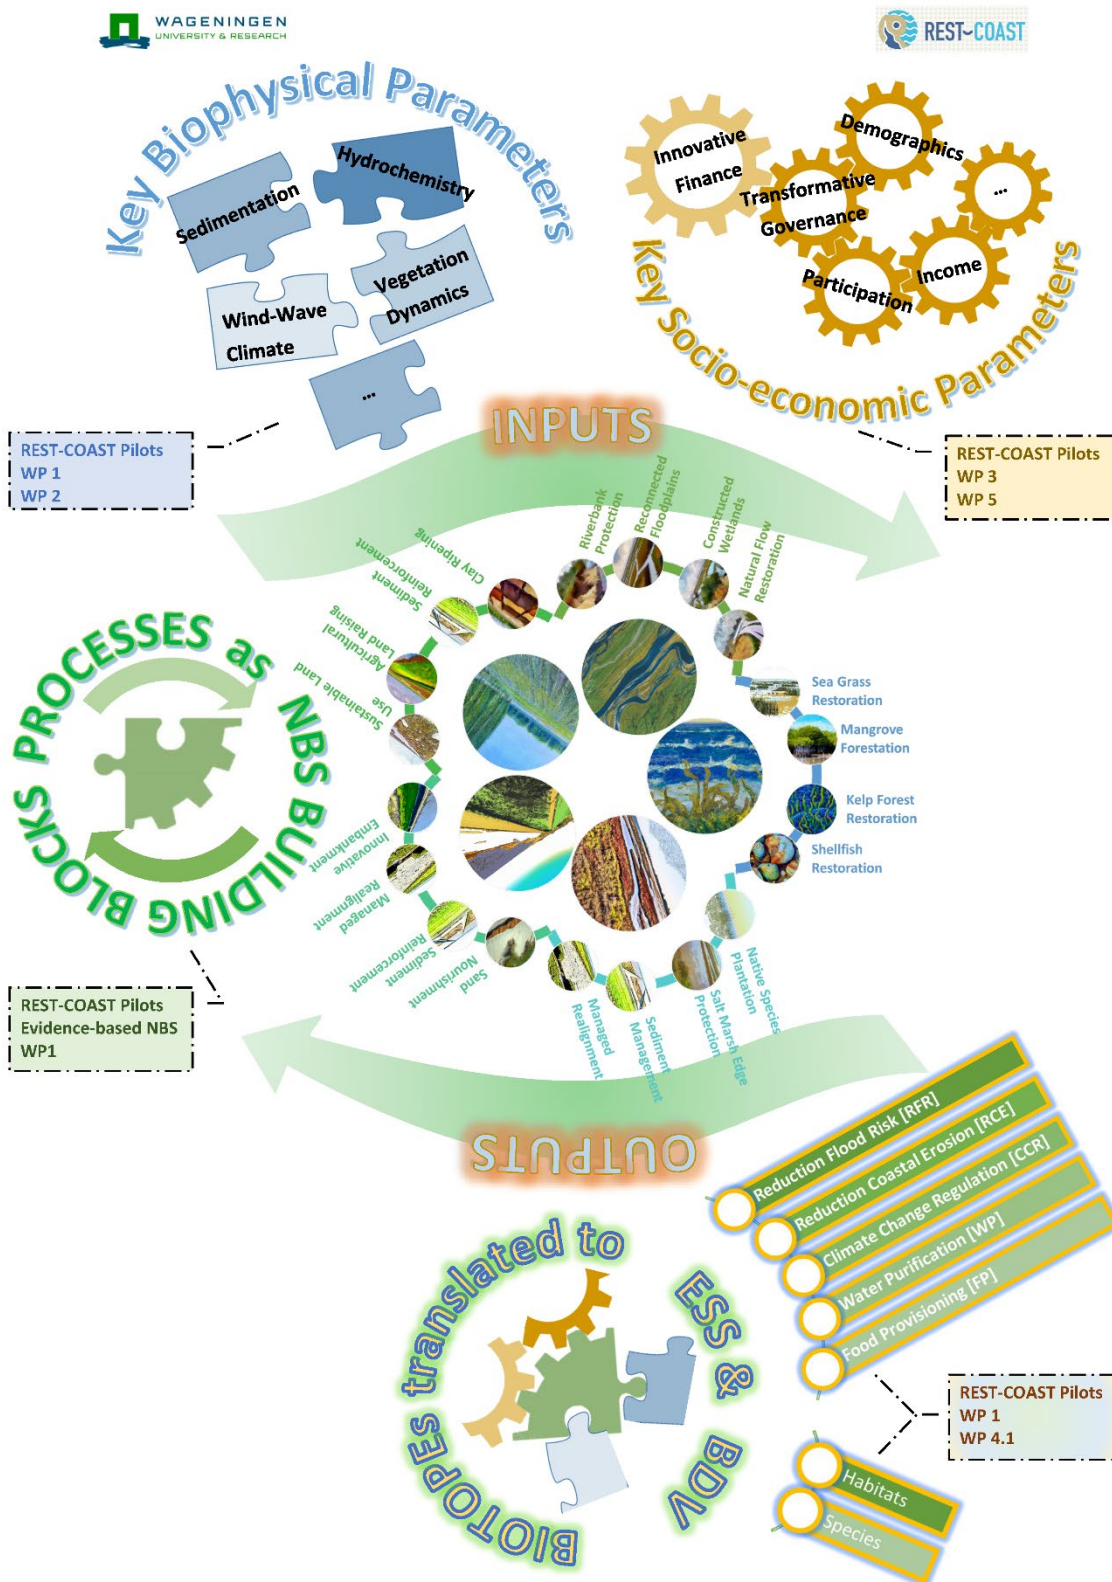 WAGENINGEN
UNIVERSITY & RESEARCH
REST-COAST
Key Biophysical Parameters
Hydrochemistry
Sedimentation
Vegetation
Dynamics
Wind-Wave
Climate
...
Innovative
Finance
Demographics
Transformative
Governance
...
Participation
Income
Key Socio-economic Parameters
INPUTS
REST-COAST Pilots
WP 1
WP 2
REST-COAST Pilots
WP 3
WP 5
Riverbank
Protection
Reconnected
Floodplains
Constructed
Wetlands
Natural Flow
Restoration
Clay Ripening
Sediment
Reinforcement
Agricultural
Land Raising
Sustainable Land
Use
Sea Grass
Restoration
Mangrove
Forestation
Kelp Forest
Restoration
Shellfish
Restoration
PROCESSES as NBS BUILDING BLOCKS
Innovative
Embankment
Managed
Realignment
Sediment
Reinforcement
Sand
Nourishment
Managed
Realignment
Sediment
Management
Salt Marsh Edge
Protection
Native Species
Plantation
REST-COAST Pilots
Evidence-based NBS
WP1
OUTPUTS
Reduction Flood Risk [RFR]
Reduction Coastal Erosion [RCE]
Climate Change Regulation [CCR]
Water Purification [WP]
Food Provisioning [FP]
BIOTOPES translated to ESS & BDV
REST-COAST Pilots
WP 1
WP 4.1
Habitats
Species